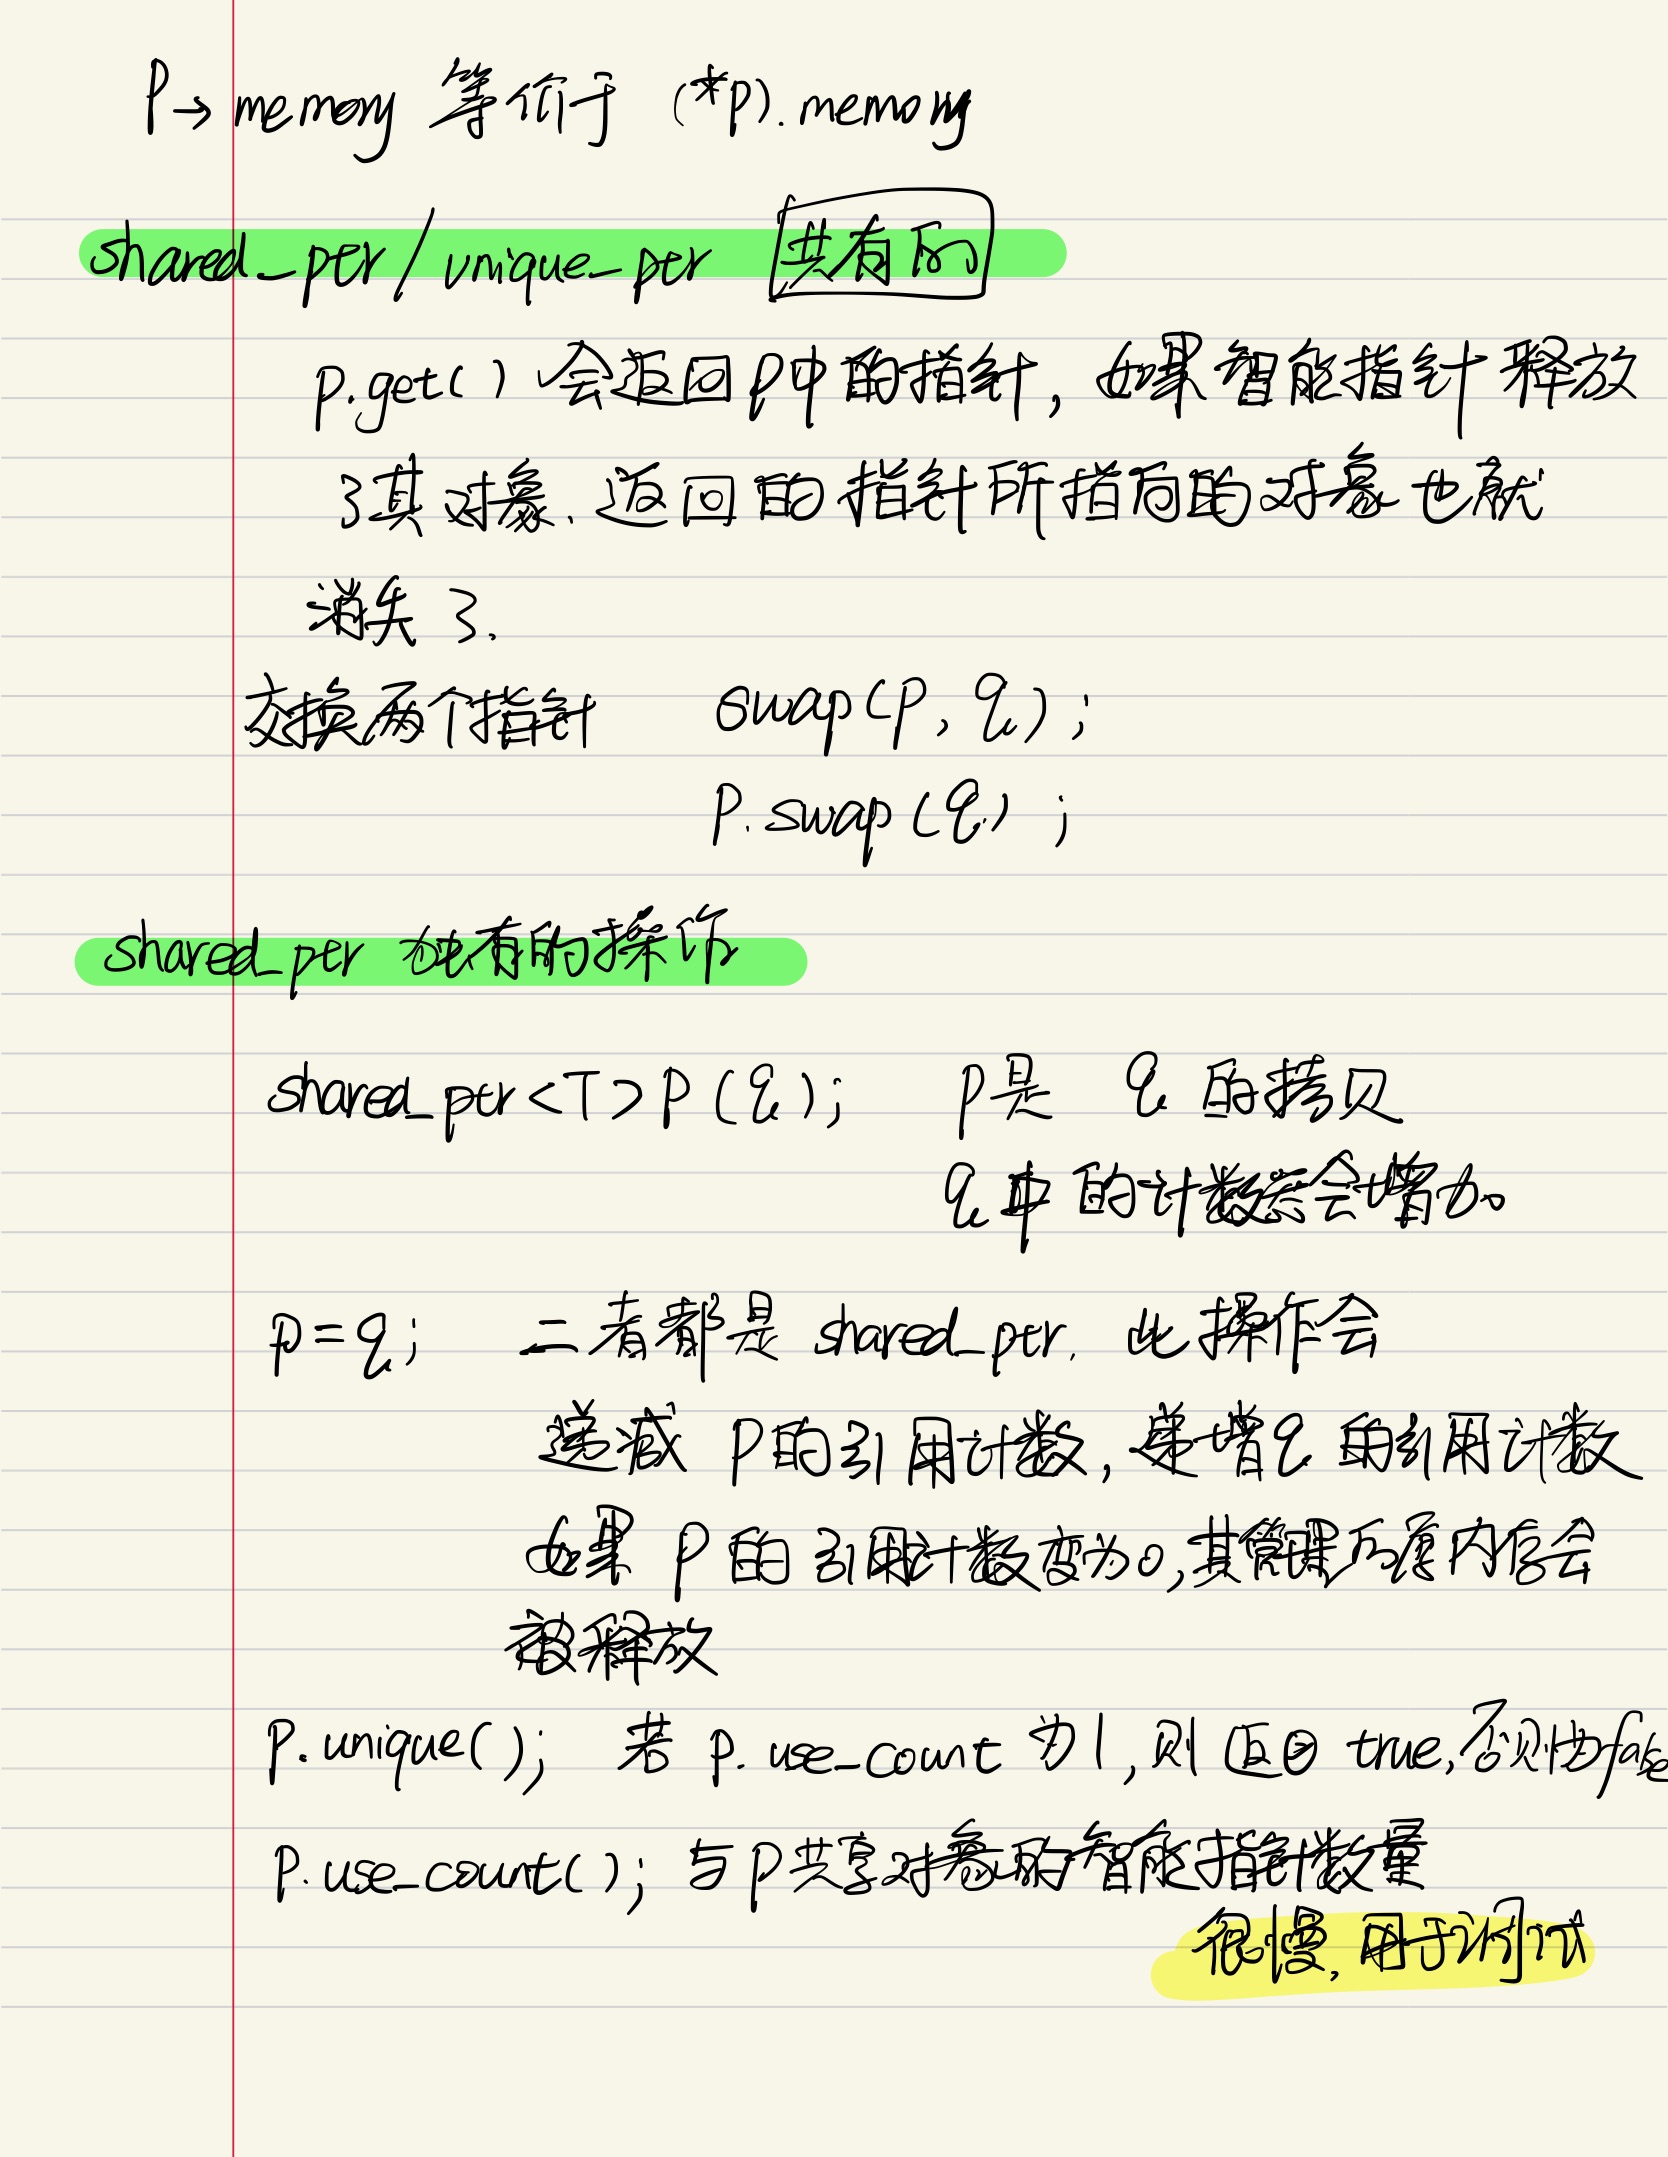 p→memory 等价于 (*p).memory
shared_ptr/unique_ptr 共有的
p.get() 会返回p中的指针，如果智能指针释放
了其对象、返回的指针所指向的对象也就
消失了.
交换两个指针 swap(p, q);
p.swap(q);
shared_ptr 独有的操作
shared_ptr<T>p(q); p是 q 的拷贝
q中的计数器会增加
p=q; 二者都是 shared_ptr. 此操作会
递减 p的引用计数，递增q的引用计数
如果 p 的引用计数变为0,其管理的原内存会
被释放
p.unique(); 若 p.use_count 为1,则返回 true,否则为false
p.use_count(); 与p共享对象的智能指针数量
很慢,用于调试